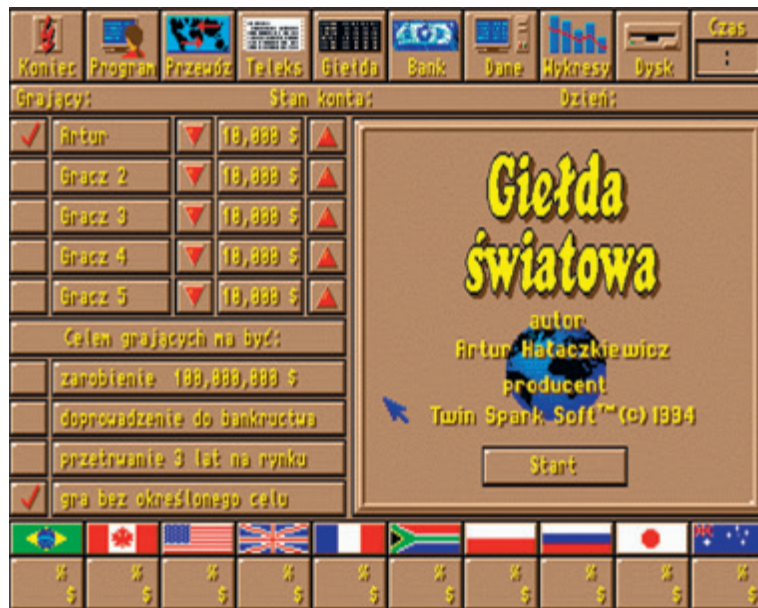 Koniec Program Przewóz Teleks Giełda Bank Dane Wykresy Dysk Czas
:
Grający: Stan konta: Dzień:
Artur 10,000 $
Gracz 2 10,000 $
Gracz 3 10,000 $
Gracz 4 10,000 $
Gracz 5 10,000 $
Celem grających ma być:
zarobienie 100,000,000 $
doprowadzenie do bankructwa
przetrwanie 3 lat na rynku
gra bez określonego celu
Giełda
światowa
autor
Artur Hataczkiewicz
producent
Twin Spark Soft™(c)1994
Start
% % % % % % % % % %
$ $ $ $ $ $ $ $ $ $